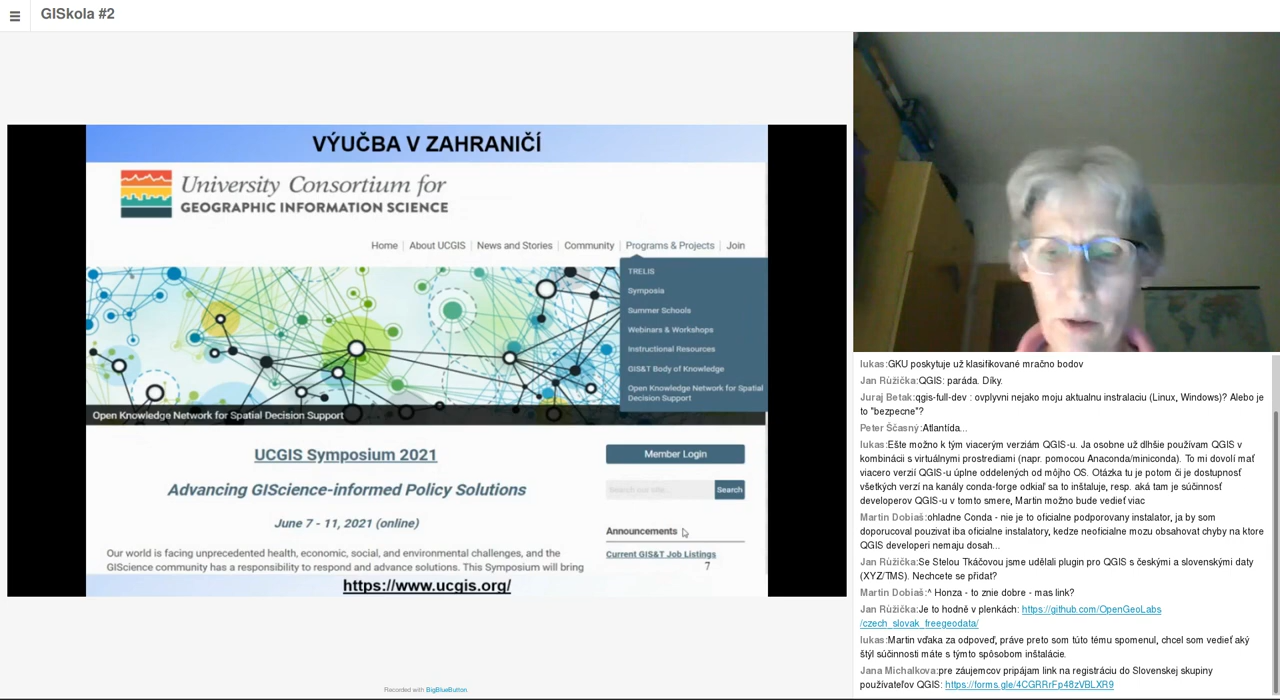 GISkola #2
VÝUČBA V ZAHRANIČÍ
University Consortium for
GEOGRAPHIC INFORMATION SCIENCE
Home | About UCGIS | News and Stories | Community | Programs & Projects | Join
TRELIS
Symposia
Summer Schools
Webinars & Workshops
Instructional Resources
GIS&T Body of Knowledge
Open Knowledge Network for Spatial
Decision Support
Open Knowledge Network for Spatial Decision Support
UCGIS Symposium 2021
Advancing GIScience-informed Policy Solutions
June 7 - 11, 2021 (online)
Our world is facing unprecedented health, economic, social, and environmental challenges, and the
GIScience community has a responsibility to respond and advance solutions. This Symposium will bring
Member Login
Search our site...
Search
Announcements
Current GIS&T Job Listings
7
https://www.ucgis.org/
Recorded with BigBlueButton
lukas:GKU poskytuje už klasifikované mračno bodov
Jan Růžička:QGIS: paráda. Díky.
Juraj Betak:qgis-full-dev : ovplyvni nejako moju aktualnu instralaciu (Linux, Windows)? Alebo je
to "bezpecne"?
Peter Ščasný:Atlantída...
lukas:Ešte možno k tým viacerým verziám QGIS-u. Ja osobne už dlhšie používam QGIS v
kombinácii s virtuálnymi prostrediami (napr. pomocou Anaconda/miniconda). To mi dovolí mať
viacero verzií QGIS-u úplne oddelených od môjho OS. Otázka tu je potom či je dostupnosť
všetkých verzí na kanály conda-forge odkiaľ sa to inštaluje, resp. aká tam je súčinnosť
developerov QGIS-u v tomto smere, Martin možno bude vedieť viac
Martin Dobiaš:ohladne Conda - nie je to oficialne podporovany instalator, ja by som
doporucoval pouzivat iba oficialne instalatory, kedze neoficialne mozu obsahovat chyby na ktore
QGIS developeri nemaju dosah...
Jan Růžička:Se Stelou Tkáčovou jsme udělali plugin pro QGIS s českými a slovenskými daty
(XYZ/TMS). Nechcete se přidat?
Martin Dobiaš:^ Honza - to znie dobre - mas link?
Jan Růžička:Je to hodně v plenkách: https://github.com/OpenGeoLabs
/czech_slovak_freegeodata/
lukas:Martin vďaka za odpoveď, práve preto som túto tému spomenul, chcel som vedieť aký
štýl súčinnosti máte s týmto spôsobom inštalácie.
Jana Michalkova:pre záujemcov pripájam link na registráciu do Slovenskej skupiny
používateľov QGIS: https://forms.gle/4CGRRrFp48zVBLXR9